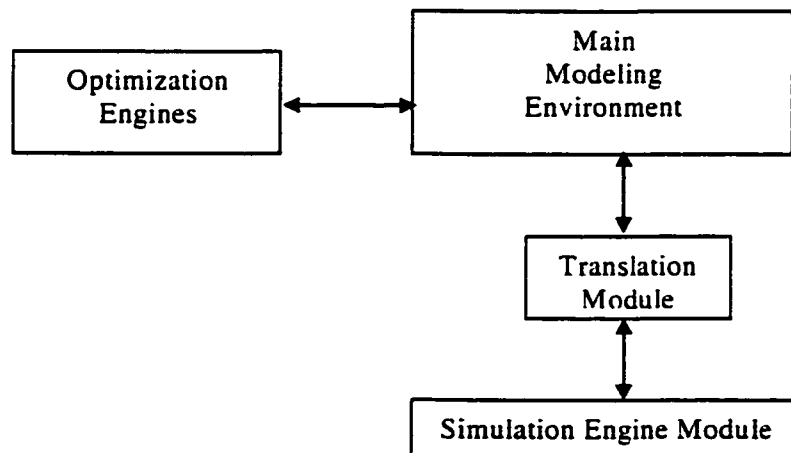 Main
Modeling
Environment
Optimization
Engines
Translation
Module
Simulation Engine Module